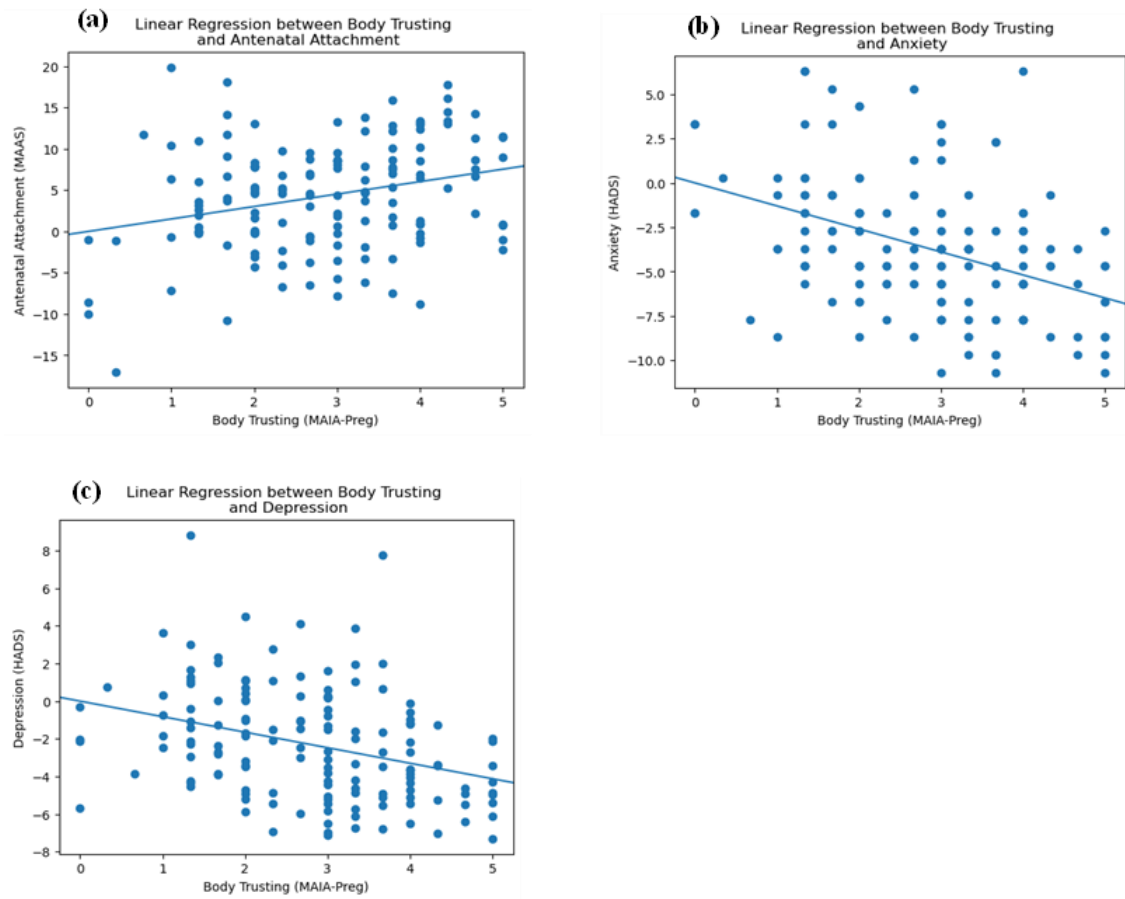 (a)
Linear Regression between Body Trusting
and Antenatal Attachment
20
15
10
5
0
−5
−10
−15
Antenatal Attachment (MAAS)
0 1 2 3 4 5
Body Trusting (MAIA-Preg)
(b)
Linear Regression between Body Trusting
and Anxiety
5.0
2.5
0.0
−2.5
−5.0
−7.5
−10.0
Anxiety (HADS)
0 1 2 3 4 5
Body Trusting (MAIA-Preg)
(c)
Linear Regression between Body Trusting
and Depression
8
6
4
2
0
−2
−4
−6
−8
Depression (HADS)
0 1 2 3 4 5
Body Trusting (MAIA-Preg)